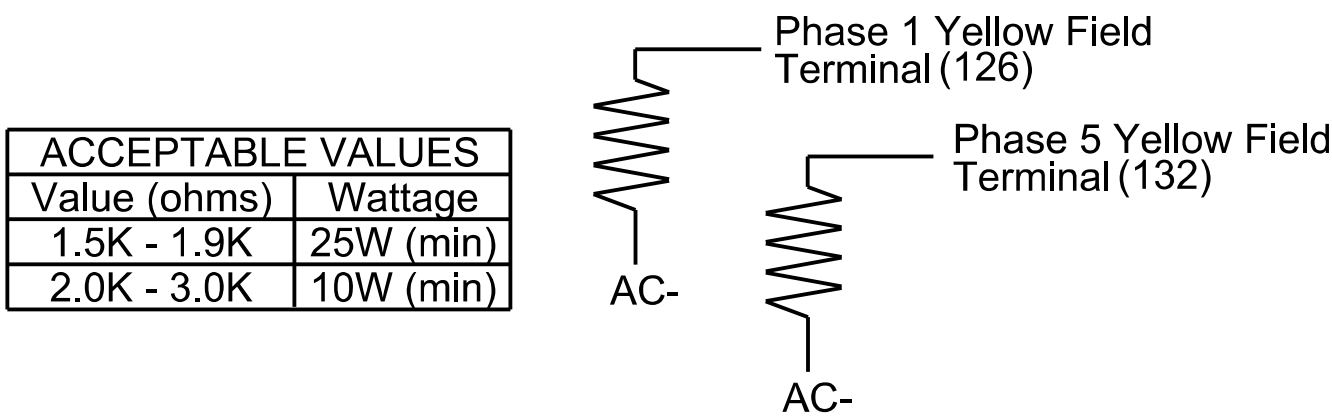 ACCEPTABLE VALUES
Value (ohms) Wattage
1.5K - 1.9K 25W (min)
2.0K - 3.0K 10W (min)
Phase 1 Yellow Field
Terminal (126)
AC-
Phase 5 Yellow Field
Terminal (132)
AC-